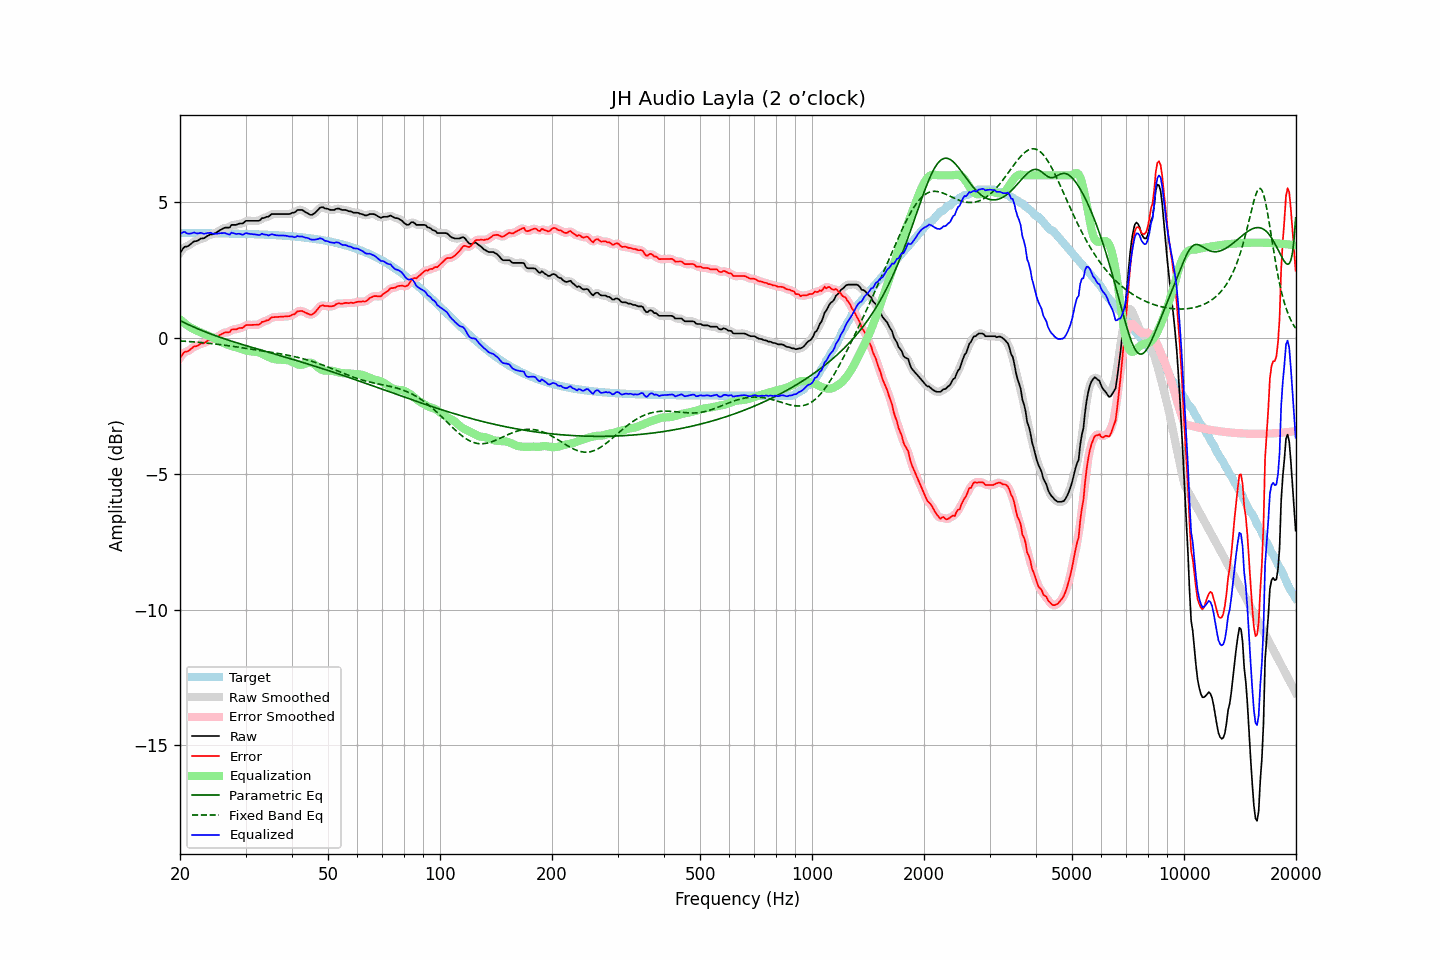 JH Audio Layla (2 o’clock)
Amplitude (dBr)
5
0
−5
−10
−15
Target
Raw Smoothed
Error Smoothed
Raw
Error
Equalization
Parametric Eq
Fixed Band Eq
Equalized
20 50 100 200 500 1000 2000 5000 10000 20000
Frequency (Hz)